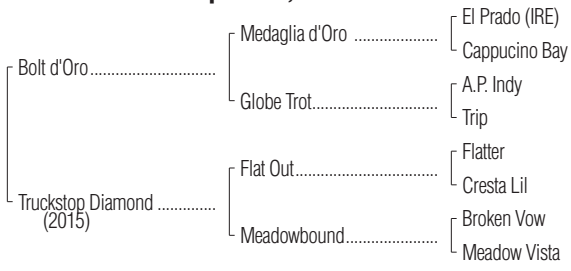 El Prado (IRE)
Medaglia d'Oro ..................
Cappucino Bay
Bolt d'Oro...........................
A.P. Indy
Globe Trot...........................
Trip
Flatter
Flat Out...............................
Cresta Lil
Truckstop Diamond ..............
(2015)
Broken Vow
Meadowbound....................
Meadow Vista